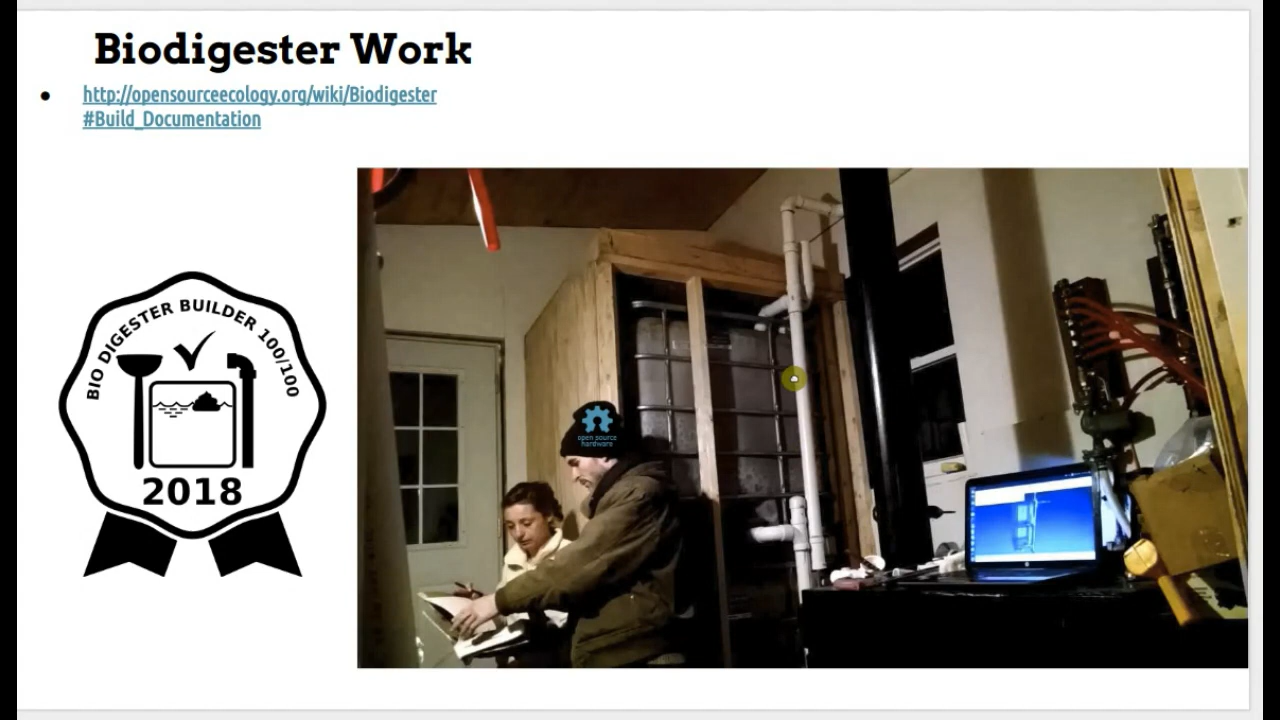 Biodigester Work
http://opensourceecology.org/wiki/Biodigester
#Build_Documentation
BIO DIGESTER BUILDER 100/100
2018
open source
hardware